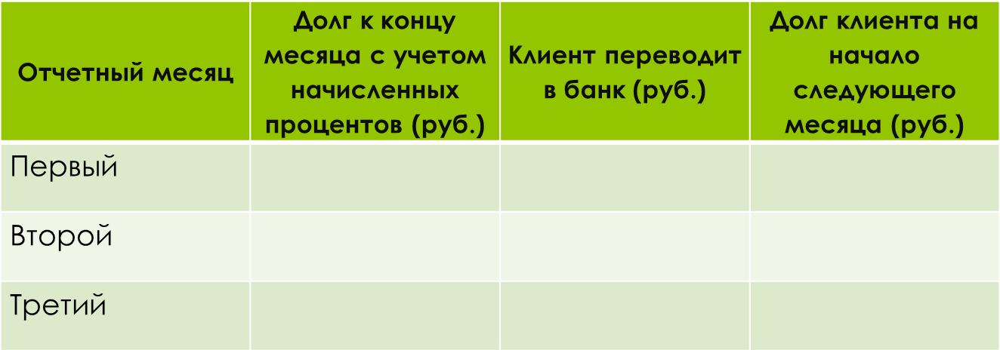 Отчетный месяц
Долг к концу
месяца с учетом
начисленных
процентов (руб.)
Клиент переводит
в банк (руб.)
Долг клиента на
начало
следующего
месяца (руб.)
Первый
Второй
Третий